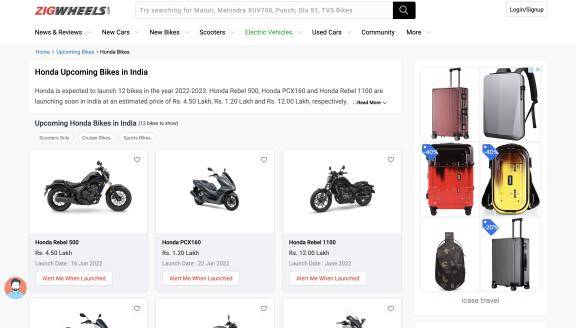 ZIGWHEELS.COM
Try searching for Maruti, Mahindra XUV700, Punch, Ola S1, TVS Bikes
Login/Signup
News & Reviews New Cars New Bikes Scooters Electric Vehicles Used Cars Community More
Home > Upcoming Bikes > Honda Bikes
Honda Upcoming Bikes in India
Honda is expected to launch 12 bikes in the year 2022-2023. Honda Rebel 500, Honda PCX160 and Honda Rebel 1100 are
launching soon in India at an estimated price of Rs. 4.50 Lakh, Rs. 1.20 Lakh and Rs. 12.00 Lakh, respectively. ...Read More
Upcoming Honda Bikes in India (12 bikes to show)
Scooters Only Cruiser Bikes Sports Bikes
Honda Rebel 500 Honda PCX160 Honda Rebel 1100
Rs. 4.50 Lakh Rs. 1.20 Lakh Rs. 12.00 Lakh
Launch Date : 16 Jun 2022 Launch Date : 22 Jun 2022 Launch Date : June 2022
Alert Me When Launched Alert Me When Launched Alert Me When Launched
-40% -40%
-20%
icase travel